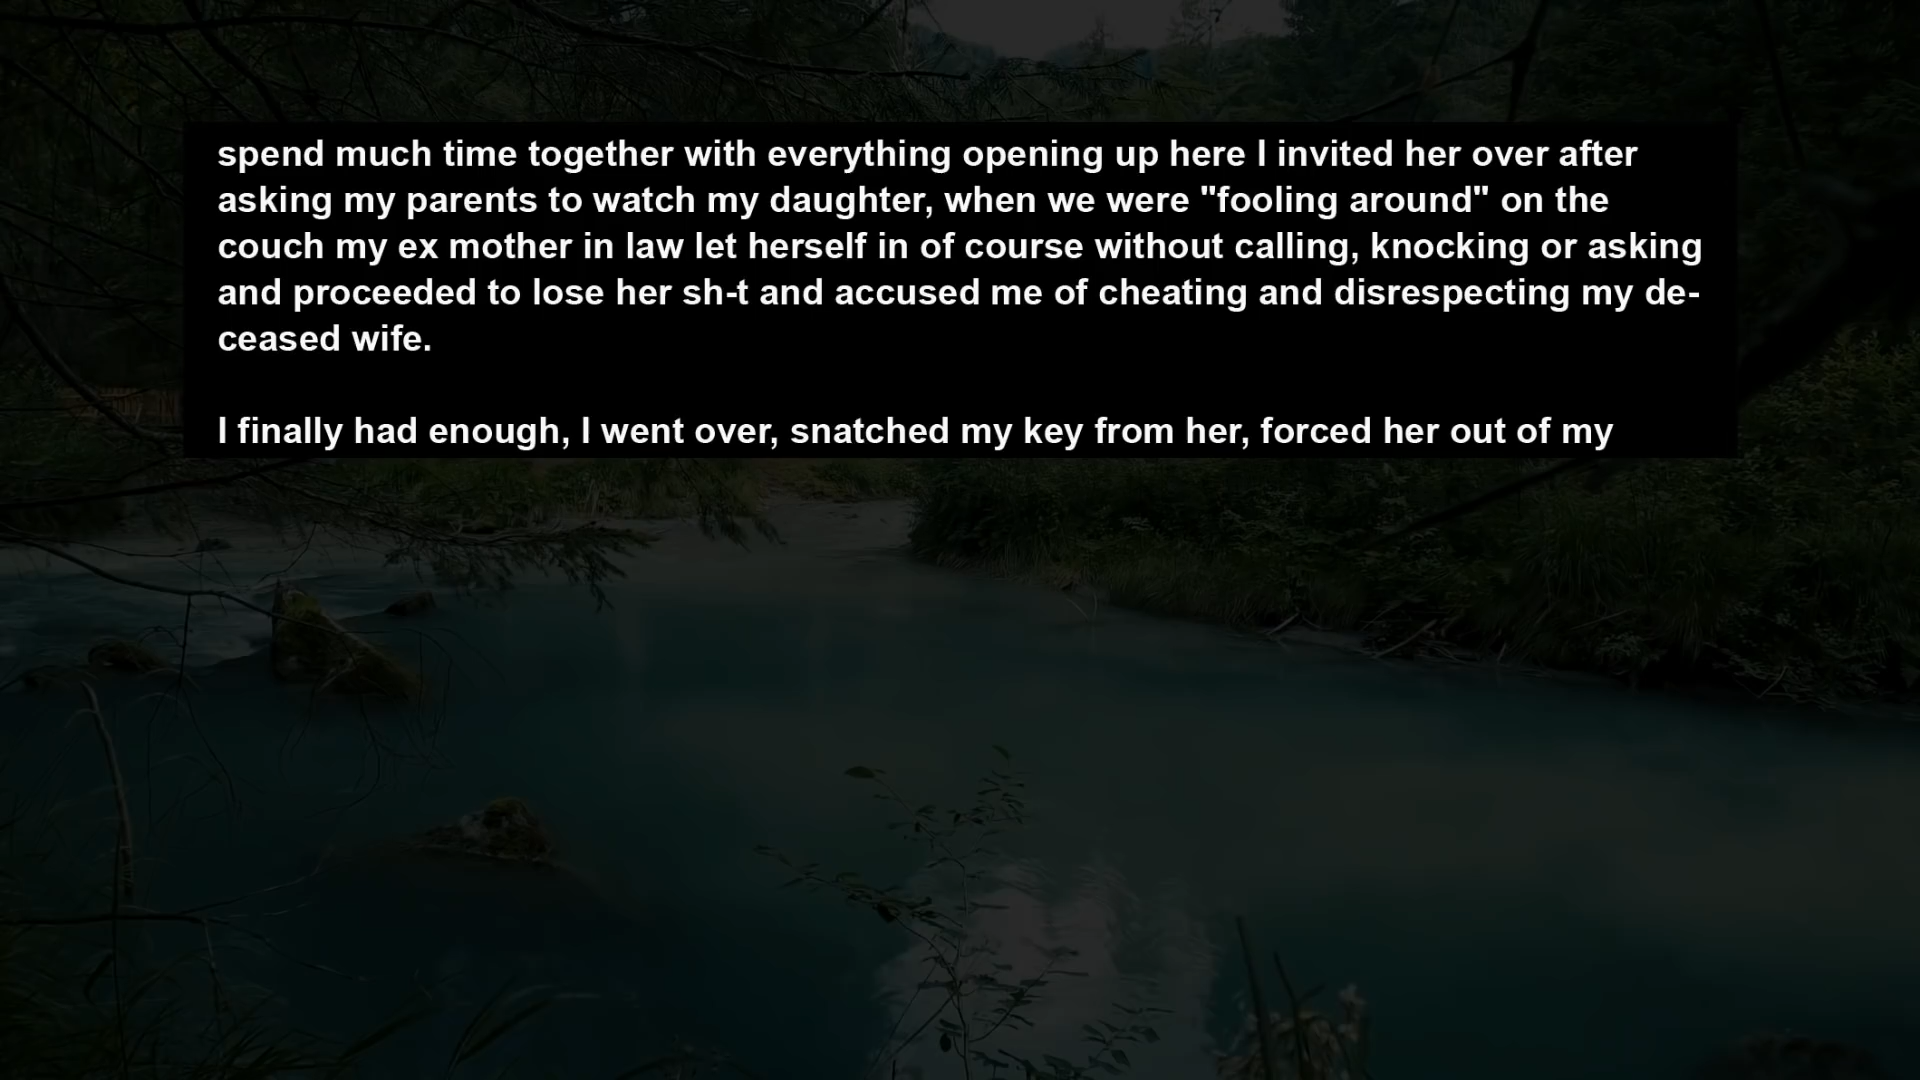 spend much time together with everything opening up here I invited her over after
asking my parents to watch my daughter, when we were "fooling around" on the
couch my ex mother in law let herself in of course without calling, knocking or asking
and proceeded to lose her sh-t and accused me of cheating and disrespecting my de-
ceased wife.
I finally had enough, I went over, snatched my key from her, forced her out of my